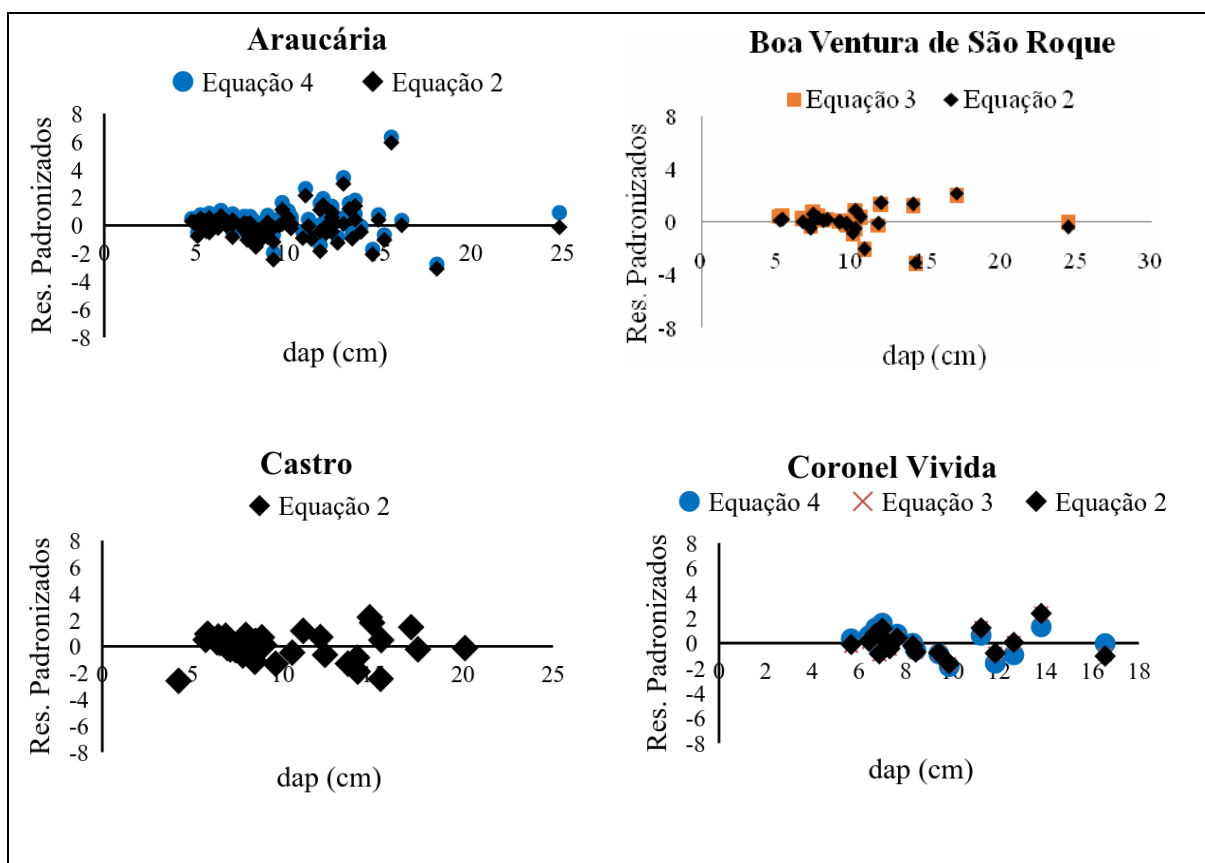 Araucária
Equação 4 Equação 2
Res. Padronizados
8
6
4
2
0
-2
-4
-6
-8
0 5 10 15 20 25
dap (cm)
Boa Ventura de São Roque
Equação 3 Equação 2
Res. Padronizados
8
4
0
-4
-8
0 5 10 15 20 25 30
dap (cm)
Castro
Equação 2
Res. Padronizados
8
6
4
2
0
-2
-4
-6
-8
0 5 10 15 20 25
dap (cm)
Coronel Vivida
Equação 4 Equação 3 Equação 2
Res. Padronizados
8
6
4
2
0
-2
-4
-6
-8
0 2 4 6 8 10 12 14 16 18
dap (cm)